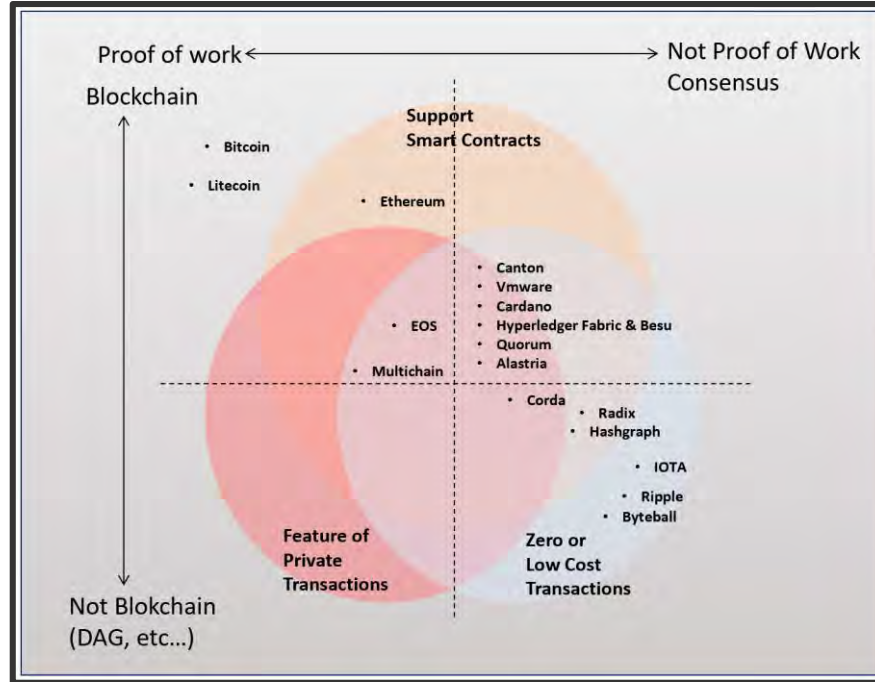 Proof of work
Not Proof of Work
Consensus
Blockchain
Support
Smart Contracts
• Bitcoin
• Litecoin
• Ethereum
• Canton
• Vmware
• Cardano
• Hyperledger Fabric & Besu
• Quorum
• Alastria
• EOS
• Multichain
• Corda
• Radix
• Hashgraph
• IOTA
• Ripple
• Byteball
Feature of
Private
Transactions
Zero or
Low Cost
Transactions
Not Blokchain
(DAG, etc...)